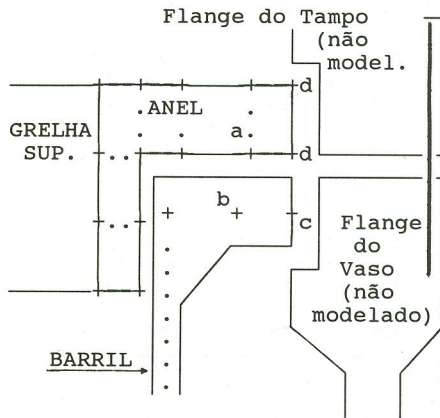 Flange do Tampo
(não
model.
d
ANEL
GRELHA
SUP.
a
d
b
c
Flange
do
Vaso
(não
modelado)
BARRIL